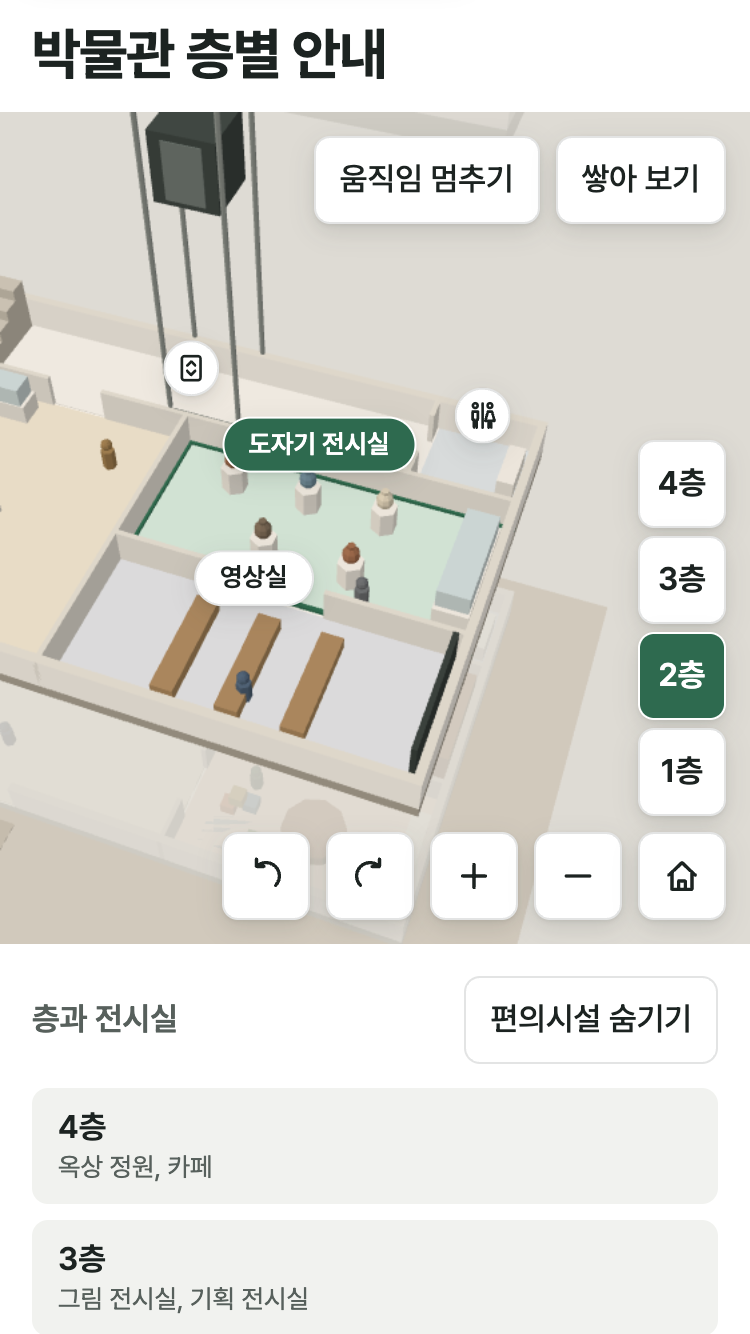 박물관 층별 안내
움직임 멈추기
쌓아 보기
도자기 전시실
영상실
4층
3층
2층
1층
층과 전시실
편의시설 숨기기
4층
옥상 정원, 카페
3층
그림 전시실, 기획 전시실